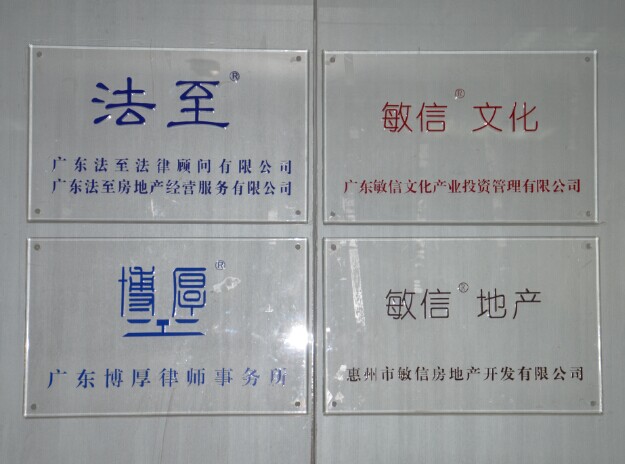 法至®
广东法至法律顾问有限公司
广东法至房地产经营服务有限公司
敏信® 文化
广东敏信文化产业投资管理有限公司
博厚®
广东博厚律师事务所
敏信® 地产
惠州市敏信房地产开发有限公司